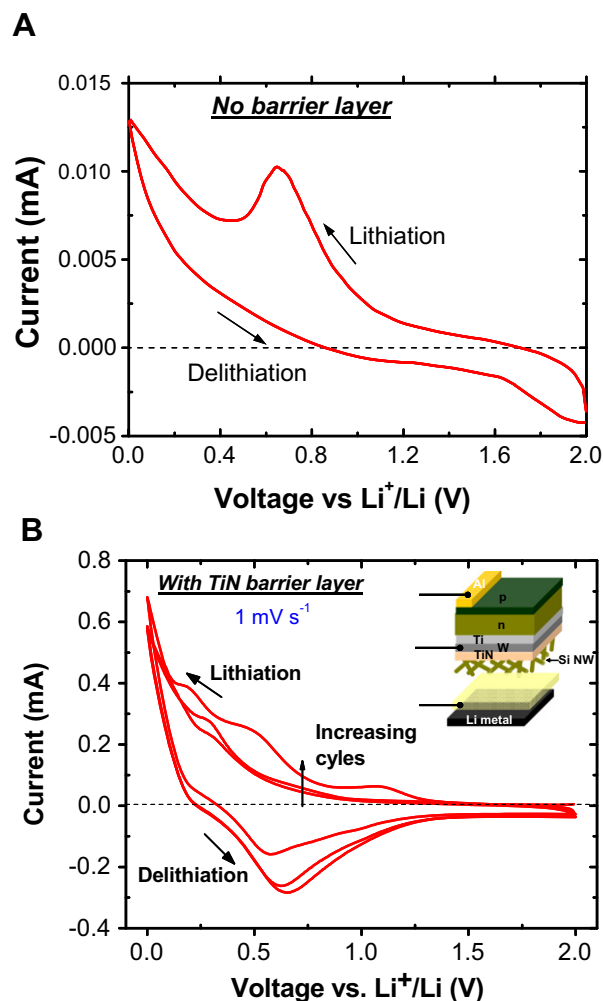 A
0.015
0.010
0.005
0.000
-0.005
Current (mA)
No barrier layer
Lithiation
Delithiation
0.0 0.4 0.8 1.2 1.6 2.0
Voltage vs Li+/Li (V)
B
0.8
0.6
0.4
0.2
0.0
-0.2
-0.4
Current (mA)
With TiN barrier layer
1 mV s-1
Lithiation
Increasing
cyles
Delithiation
Al
p
n
Ti
W
TiN
Si NW
Li metal
0.0 0.5 1.0 1.5 2.0
Voltage vs. Li+/Li (V)